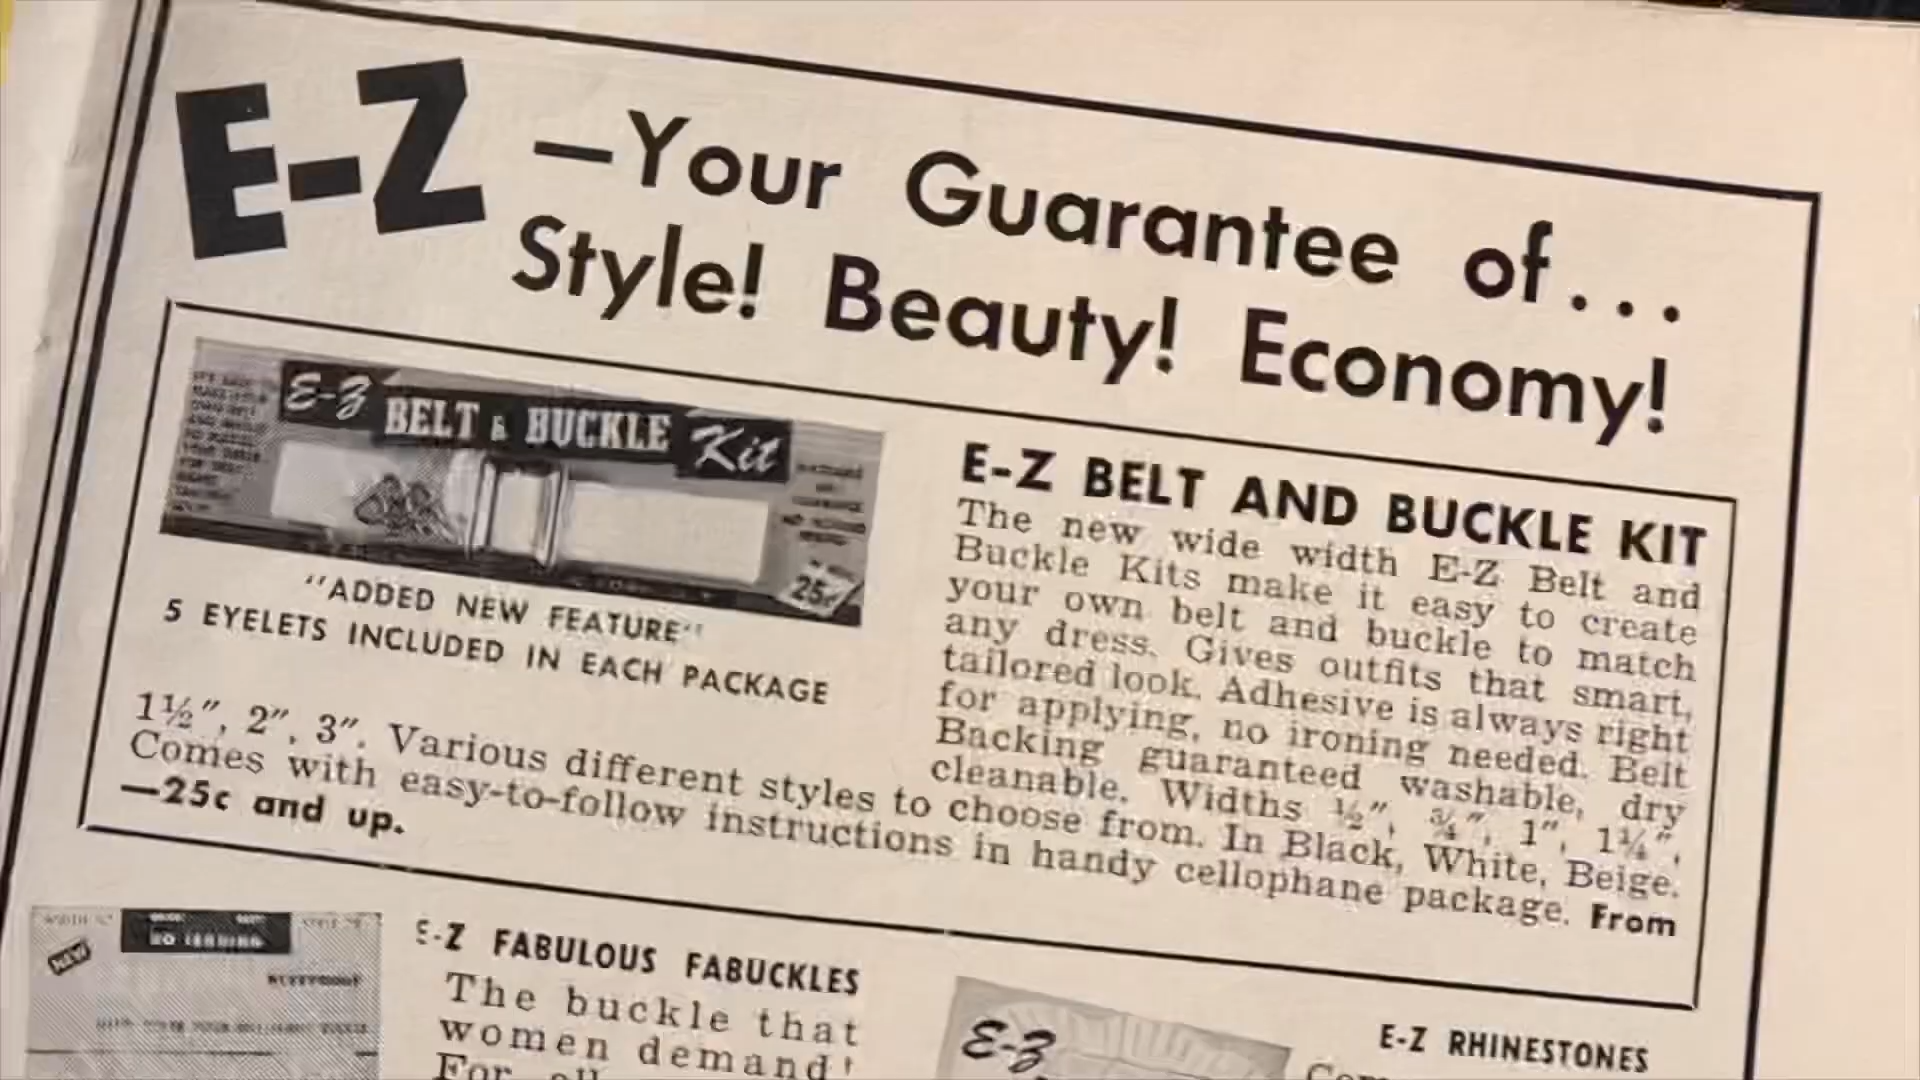 E-Z —Your Guarantee of...
Style! Beauty! Economy!
E-Z BELT & BUCKLE Kit
25¢
"ADDED NEW FEATURE"
5 EYELETS INCLUDED IN EACH PACKAGE
E-Z BELT AND BUCKLE KIT
The new wide width E-Z Belt and
Buckle Kits make it easy to create
your own belt and buckle to match
any dress. Gives outfits that smart,
tailored look. Adhesive is always right
for applying, no ironing needed. Belt
Backing guaranteed washable, dry
cleanable. Widths ½", ¾", 1", 1¼",
1½", 2", 3". Various different styles to choose from. In Black, White, Beige.
Comes with easy-to-follow instructions in handy cellophane package. From
—25c and up.
NEW
E-Z FABULOUS FABUCKLES
The buckle that
women demand!
For
E-Z
E-Z RHINESTONES